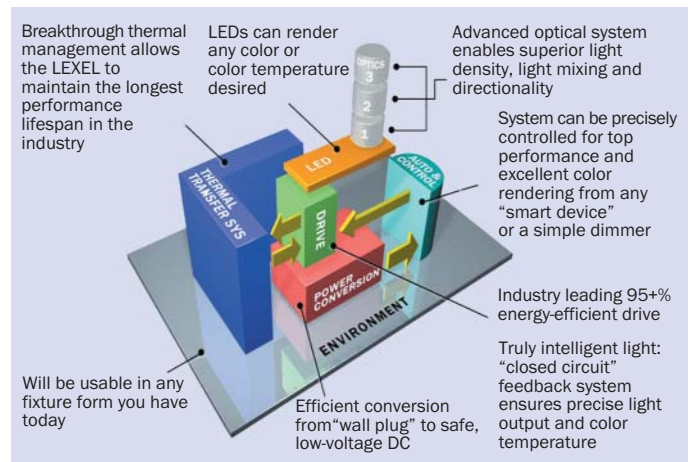 Breakthrough thermal
management allows
the LEXEL to
maintain the longest
performance
lifespan in the
industry
LEDs can render
any color or
color temperature
desired
Advanced optical system
enables superior light
density, light mixing and
directionality
System can be precisely
controlled for top
performance and
excellent color
rendering from any
“smart device”
or a simple dimmer
OPTICS
3
2
1
LED
AUTO &
CONTROL
THERMAL
TRANSFER SYS
DRIVE
POWER
CONVERSION
ENVIRONMENT
Industry leading 95+%
energy-efficient drive
Truly intelligent light:
“closed circuit”
feedback system
ensures precise light
output and color
temperature
Will be usable in any
fixture form you have
today
Efficient conversion
from“wall plug” to safe,
low-voltage DC